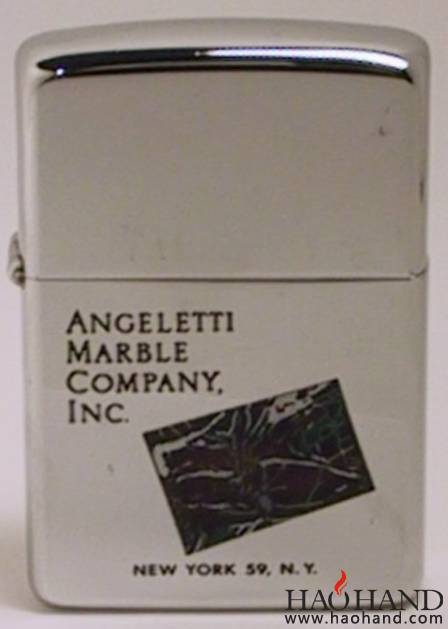 ANGELETTI
MARBLE
COMPANY,
INC.
NEW YORK 59, N.Y.
HAOHAND
www.haohand.com